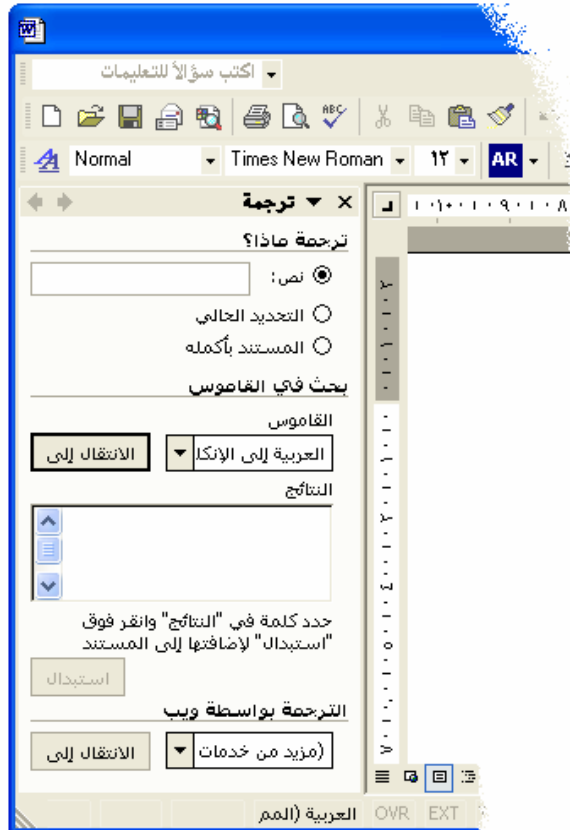 اكتب سؤالاً للتعليمات
Normal Times New Roman ١٢ AR
ترجمة
ترجمة ماذا؟
نص:
التحديد الحالي
المستند بأكمله
بحث في القاموس
القاموس
العربية إلى الإنكل الانتقال إلى
النتائج
حدد كلمة في "النتائج" وانقر فوق
"استبدال" لإضافتها إلى المستند
استبدال
الترجمة بواسطة ويب
(مزيد من خدمات الانتقال إلى
العربية (المم OVR EXT